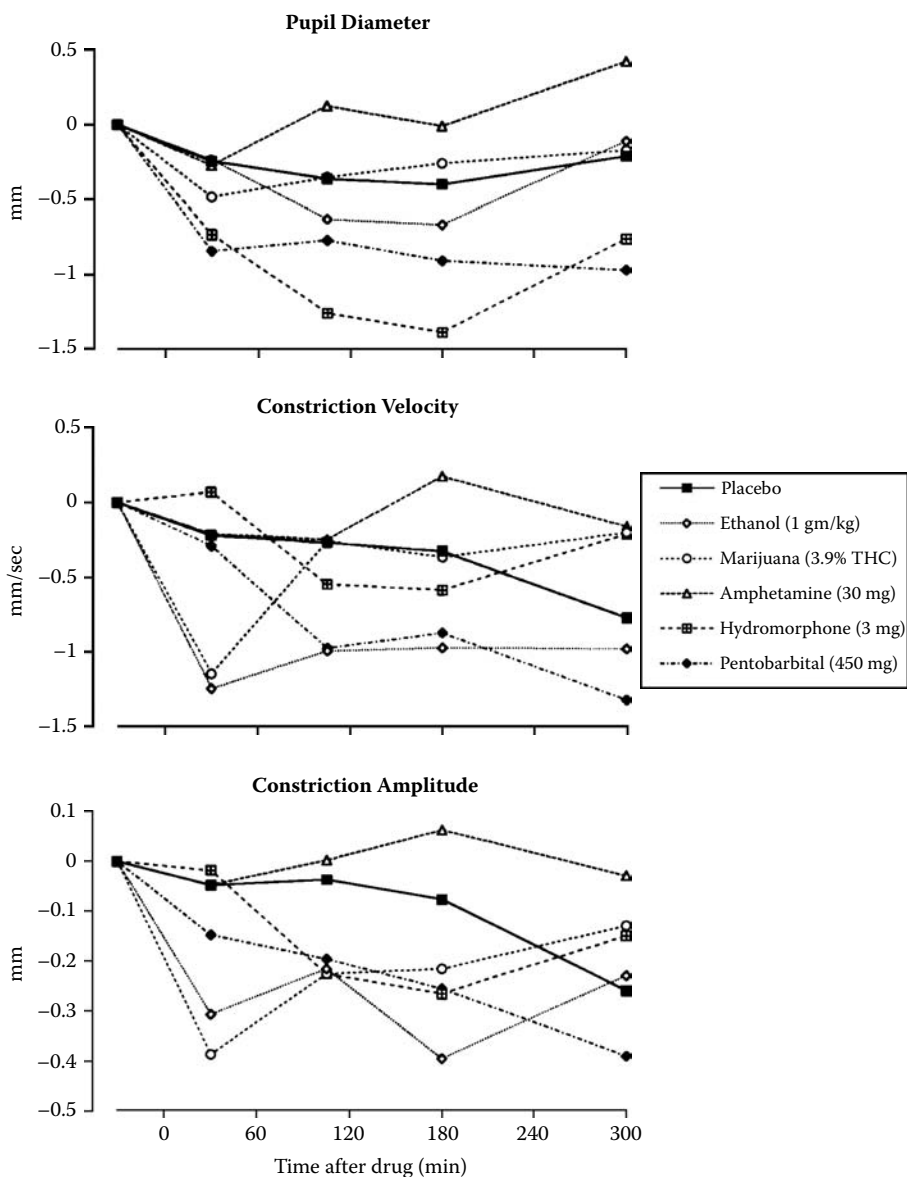 Pupil Diameter
0.5
0
−0.5
−1
−1.5
mm
Constriction Velocity
0.5
0
−0.5
−1
−1.5
mm/sec
Placebo
Ethanol (1 gm/kg)
Marijuana (3.9% THC)
Amphetamine (30 mg)
Hydromorphone (3 mg)
Pentobarbital (450 mg)
Constriction Amplitude
0.1
0
−0.1
−0.2
−0.3
−0.4
−0.5
mm
0 60 120 180 240 300
Time after drug (min)